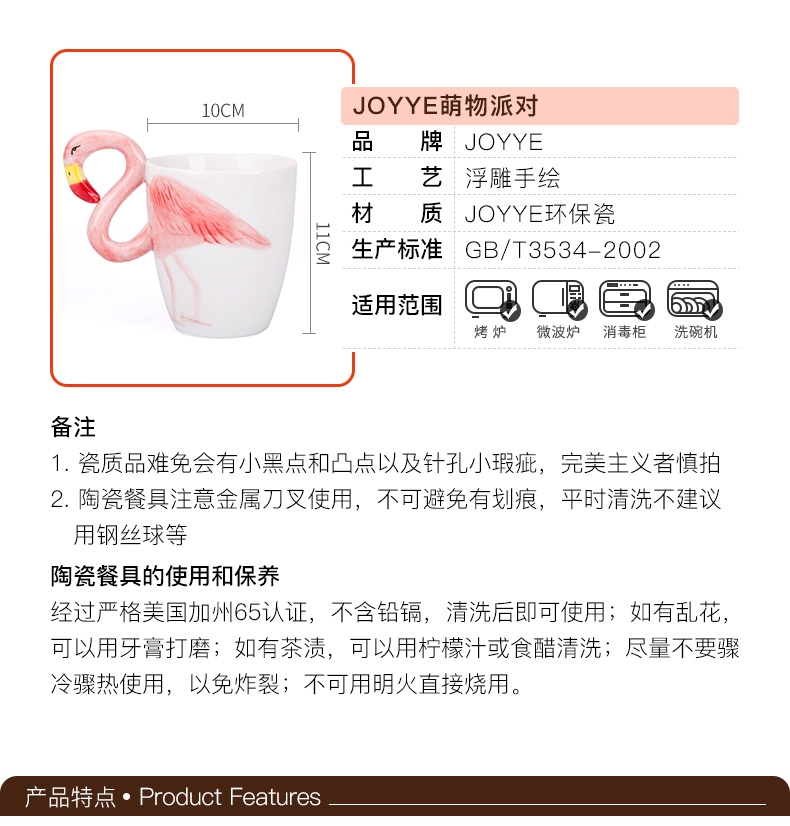 10CM
11CM
JOYYE萌物派对
品 牌 JOYYE
工 艺 浮雕手绘
材 质 JOYYE环保瓷
生产标准 GB/T3534-2002
适用范围
烤炉 微波炉 消毒柜 洗碗机
备注
1. 瓷质品难免会有小黑点和凸点以及针孔小瑕疵，完美主义者慎拍
2. 陶瓷餐具注意金属刀叉使用，不可避免有划痕，平时清洗不建议
用钢丝球等
陶瓷餐具的使用和保养
经过严格美国加州65认证，不含铅镉，清洗后即可使用；如有乱花，
可以用牙膏打磨；如有茶渍，可以用柠檬汁或食醋清洗；尽量不要骤
冷骤热使用，以免炸裂；不可用明火直接烧用。
产品特点 • Product Features